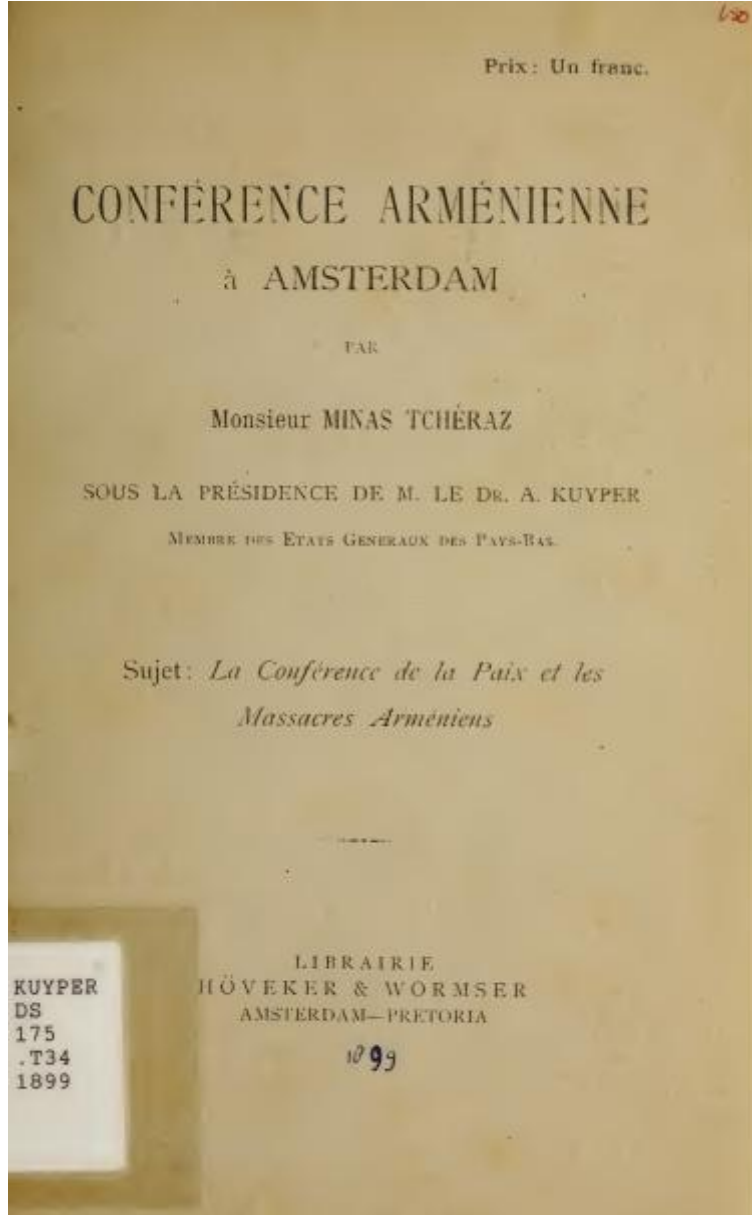 Prix: Un franc.
CONFÉRENCE ARMÉNIENNE
à AMSTERDAM
PAR
Monsieur MINAS TCHÉRAZ
SOUS LA PRÉSIDENCE DE M. LE DR. A. KUYPER
MEMBRE DES ETATS GENERAUX DES PAYS-BAS.
Sujet: La Conférence de la Paix et les
Massacres Arméniens
LIBRAIRIE
HÖVEKER & WORMSER
AMSTERDAM—PRETORIA
1899
KUYPER
DS
175
.T34
1899